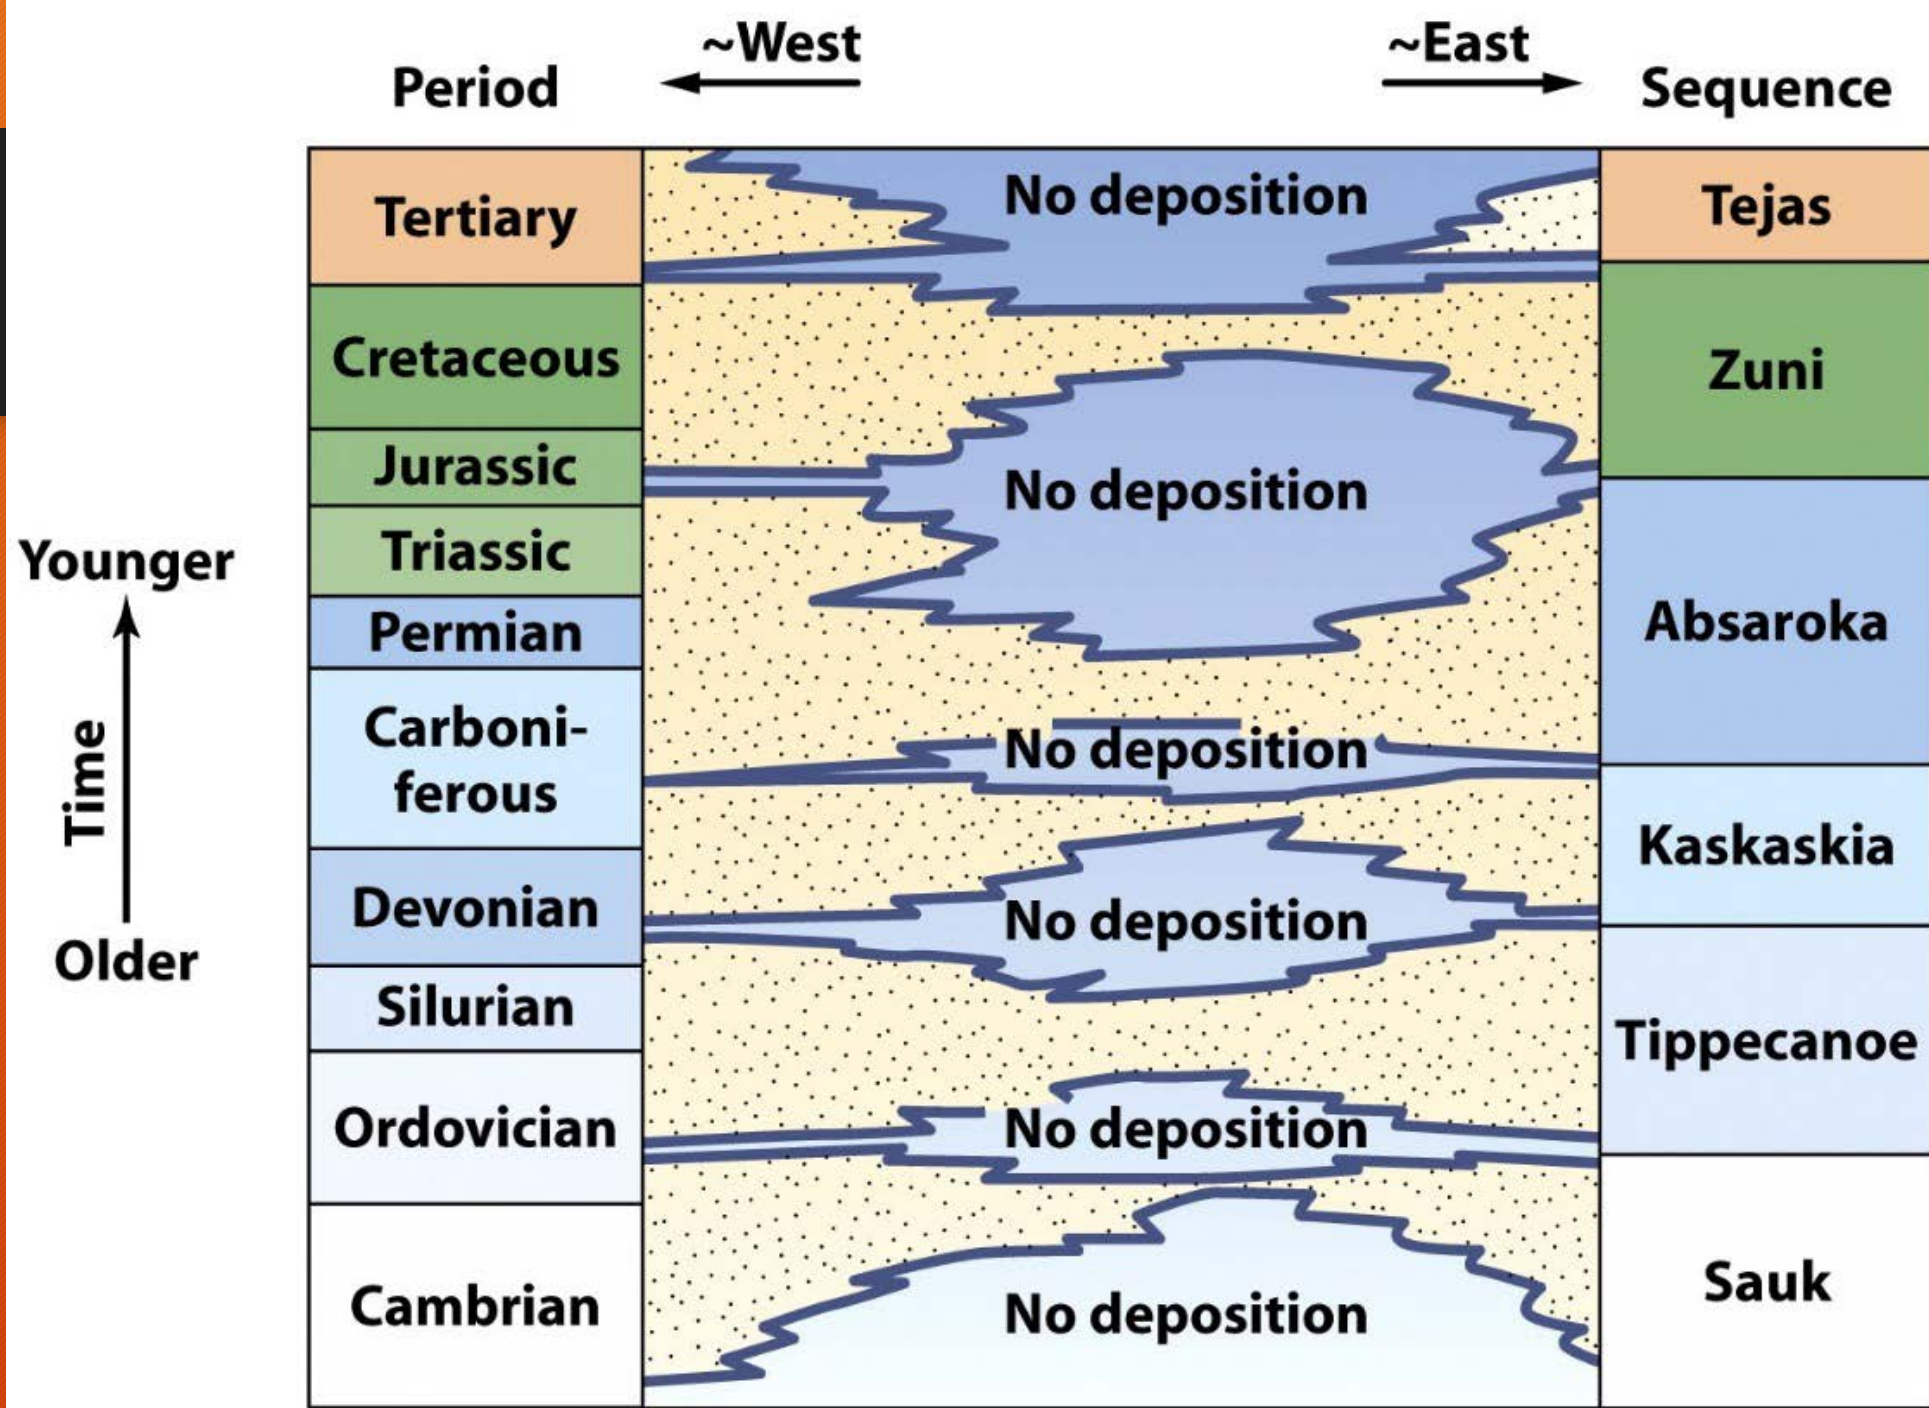 ~West
~East
Period
Sequence
Tertiary
Cretaceous
Jurassic
Triassic
Permian
Carboni-
ferous
Devonian
Silurian
Ordovician
Cambrian
No deposition
No deposition
No deposition
No deposition
No deposition
No deposition
Tejas
Zuni
Absaroka
Kaskaskia
Tippecanoe
Sauk
Younger
Time
Older